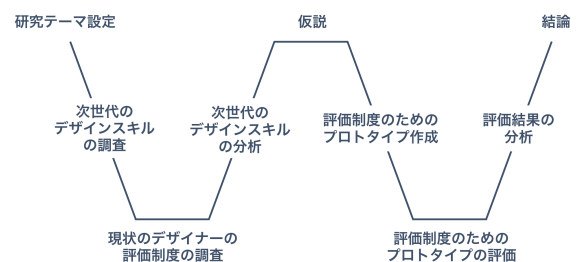 研究テーマ設定
仮説
結論
次世代の
デザインスキル
の調査
次世代の
デザインスキル
の分析
評価制度のための
プロトタイプ作成
評価結果の
分析
現状のデザイナーの
評価制度の調査
評価制度のための
プロトタイプの評価